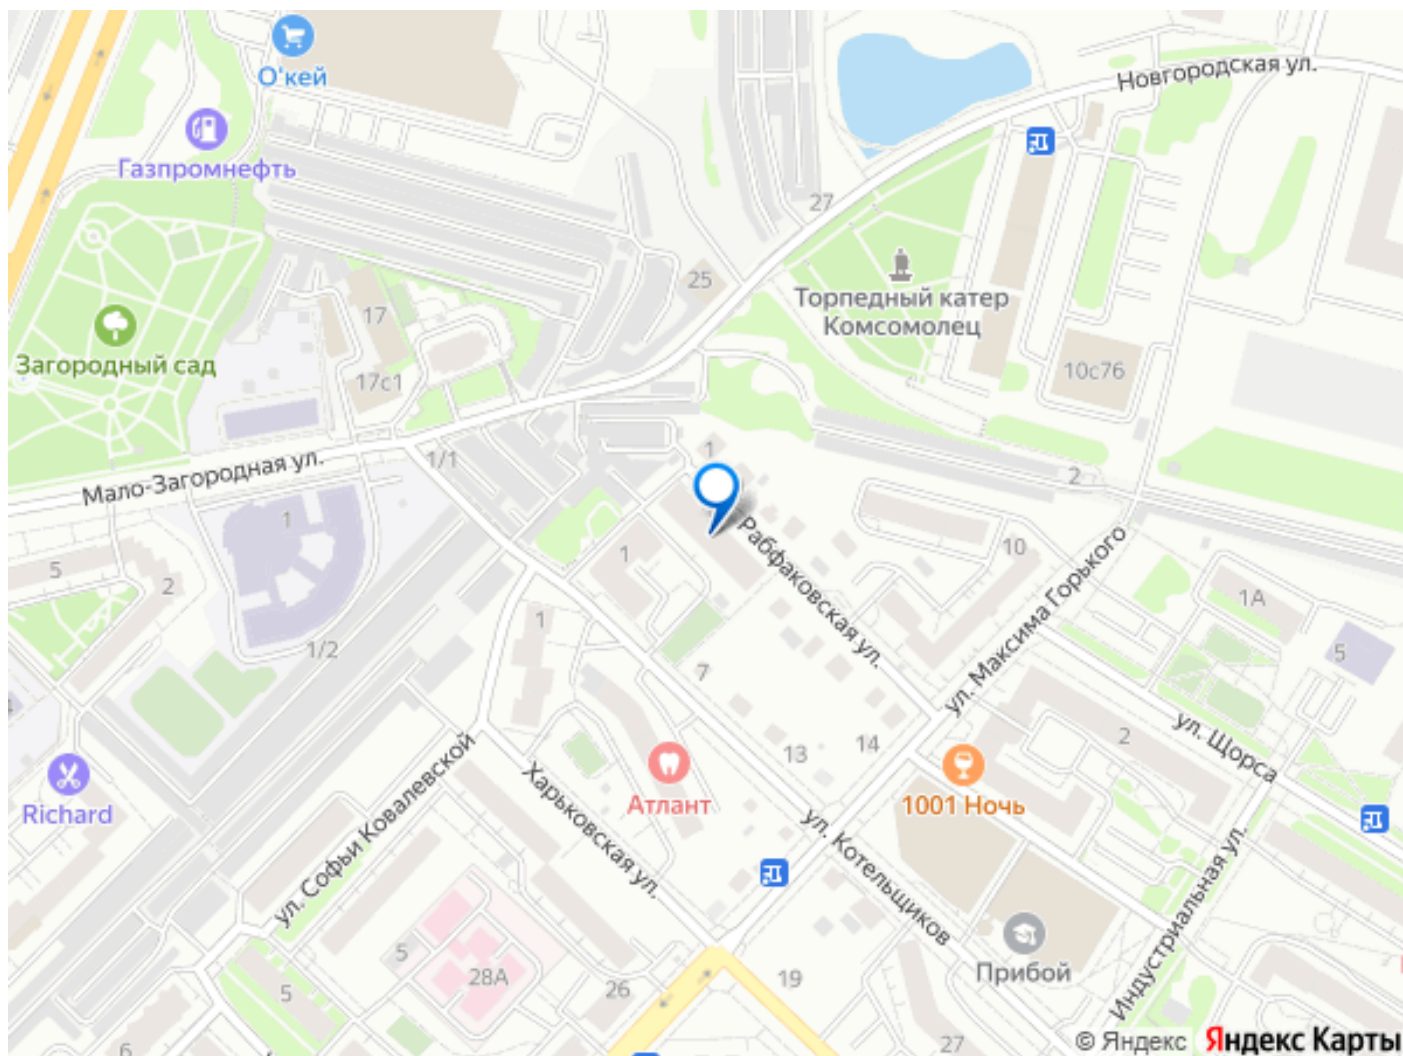 О'кей
Новгородская ул.
Газпромнефть
27
25
Торпедный катер
Комсомолец
17
Загородный сад
17с1
10с76
1/1
1
Мало-Загородная ул.
2
1
Рабфаковская ул.
10
ул. Максима Горького
5
2
1
1А
1
5
1/2
7
ул. Щорса
2
13
14
Richard
Атлант
1001 Ночь
ул. Софьи Ковалевской
Харьковская ул.
ул. Котельщиков
Индустриальная ул.
5
28А
Прибой
26
19
5
6
27
© Яндекс
Яндекс Карты